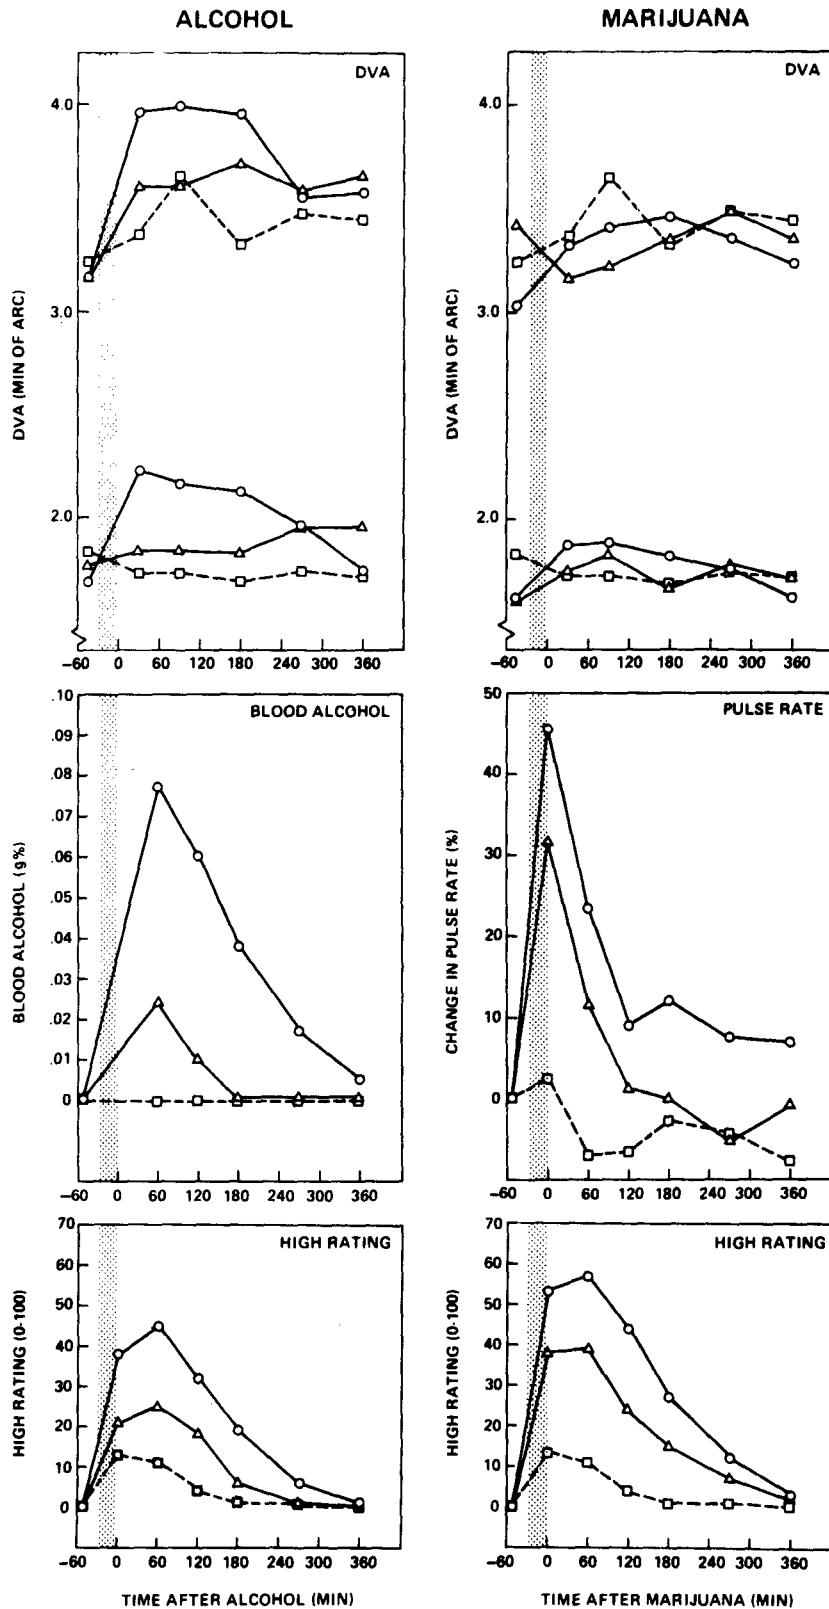 ALCOHOL
MARIJUANA
DVA
4.0
3.0
2.0
DVA (MIN OF ARC)
−60 0 60 120 180 240 300 360
DVA
4.0
3.0
2.0
DVA (MIN OF ARC)
−60 0 60 120 180 240 300 360
BLOOD ALCOHOL
.10
.09
.08
.07
.06
.05
.04
.03
.02
.01
0
BLOOD ALCOHOL (g%)
−60 0 60 120 180 240 300 360
PULSE RATE
50
40
30
20
10
0
CHANGE IN PULSE RATE (%)
−60 0 60 120 180 240 300 360
HIGH RATING
70
60
50
40
30
20
10
0
HIGH RATING (0-100)
−60 0 60 120 180 240 300 360
TIME AFTER ALCOHOL (MIN)
HIGH RATING
70
60
50
40
30
20
10
0
HIGH RATING (0-100)
−60 0 60 120 180 240 300 360
TIME AFTER MARIJUANA (MIN)